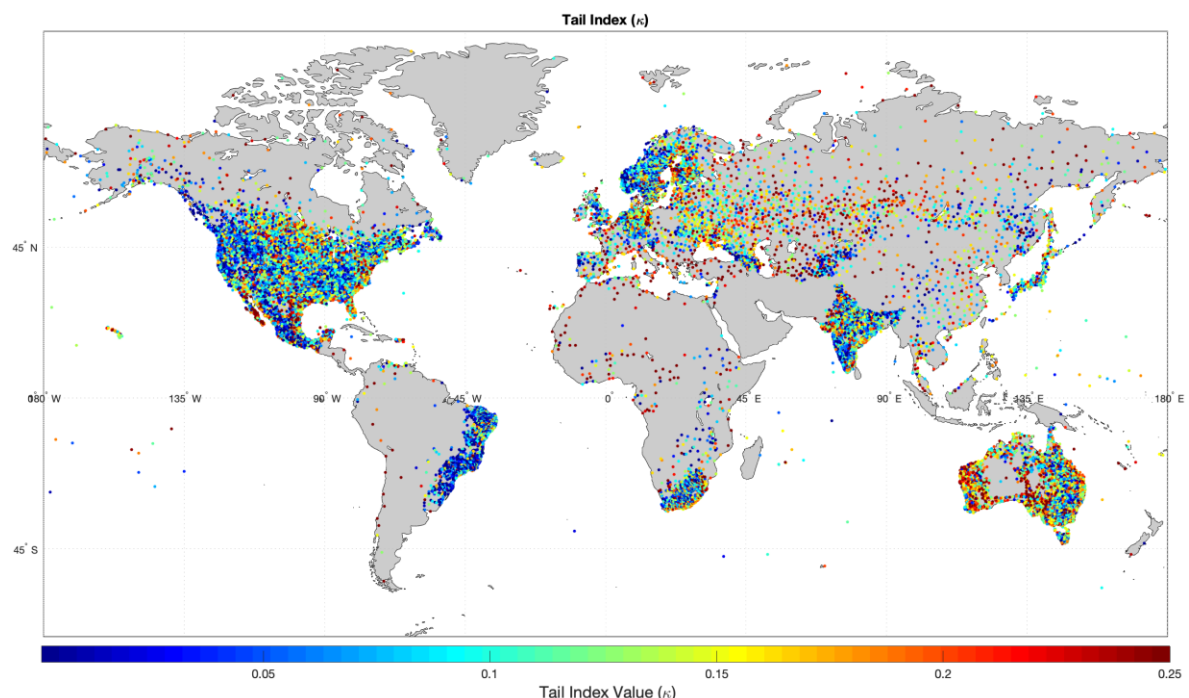 Tail Index (κ)
45° N
180° W 135° W 90° W 45° W 0° 45° E 90° E 135° E 180° E
45° S
0.05 0.1 0.15 0.2 0.25
Tail Index Value (κ)